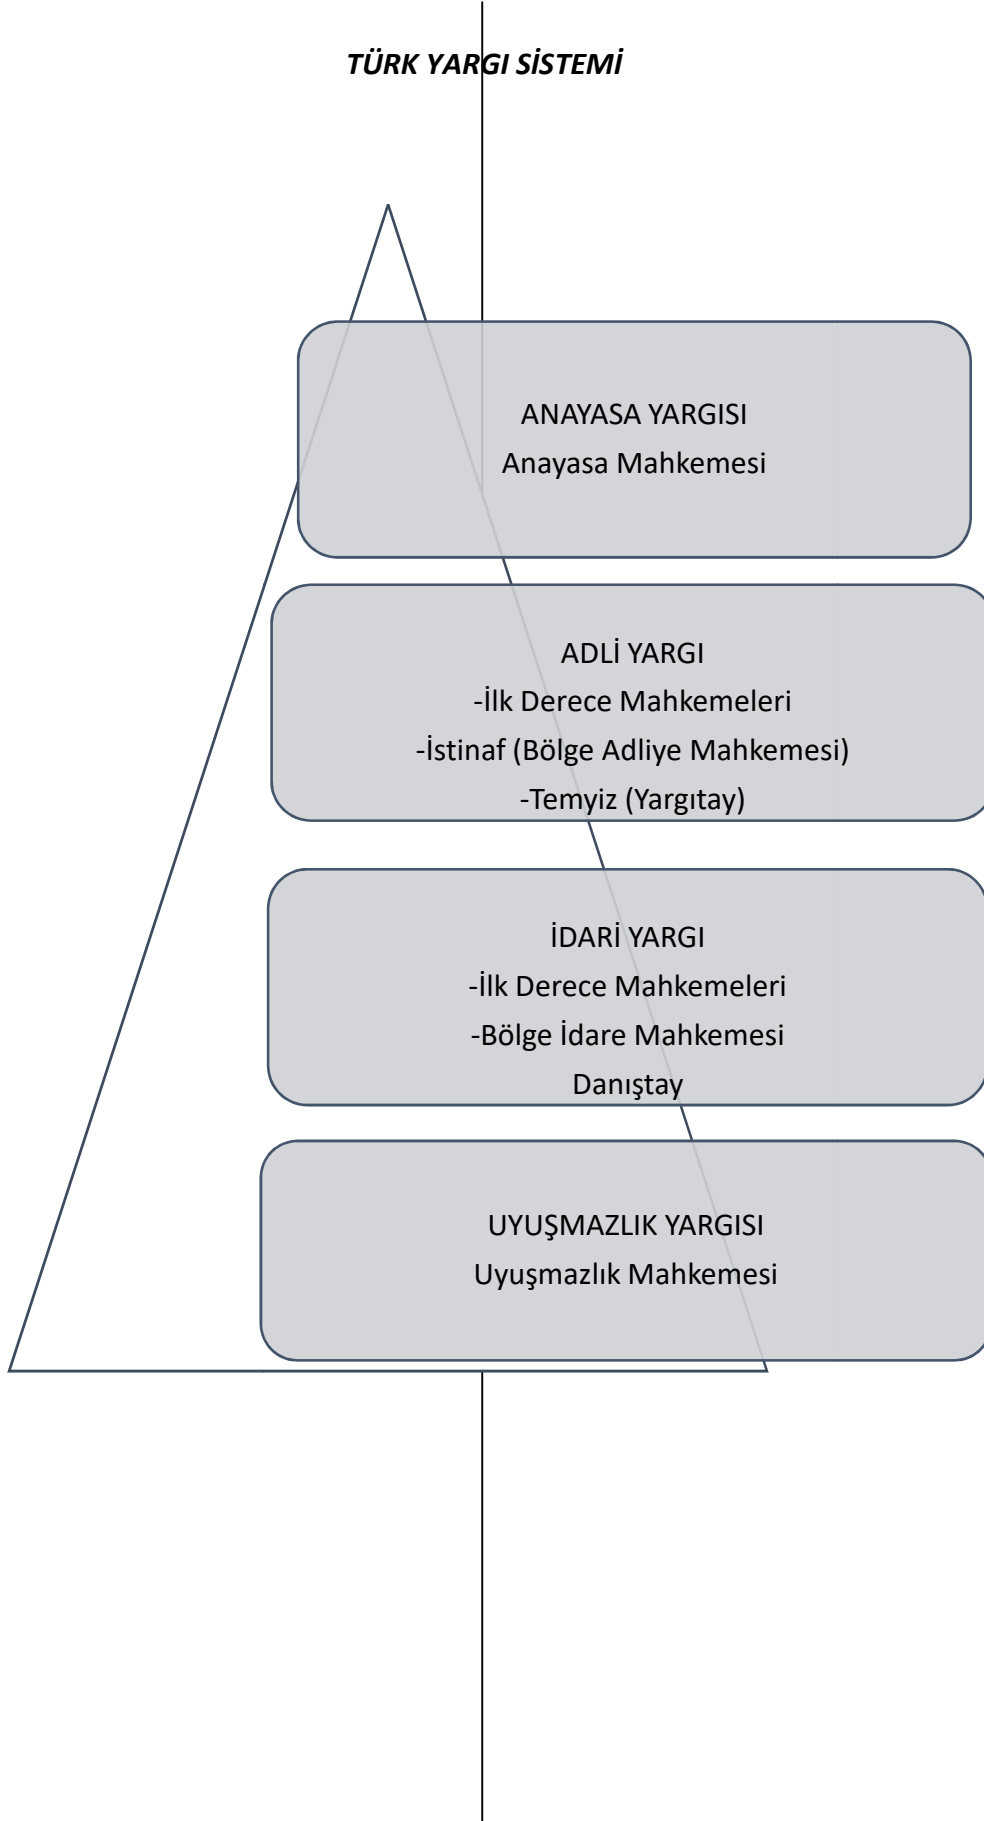 TÜRK YARGI SİSTEMİ
ANAYASA YARGISI
Anayasa Mahkemesi
ADLİ YARGI
-İlk Derece Mahkemeleri
-İstinaf (Bölge Adliye Mahkemesi)
-Temyiz (Yargıtay)
İDARİ YARGI
-İlk Derece Mahkemeleri
-Bölge İdare Mahkemesi
Danıştay
UYUŞMAZLIK YARGISI
Uyuşmazlık Mahkemesi